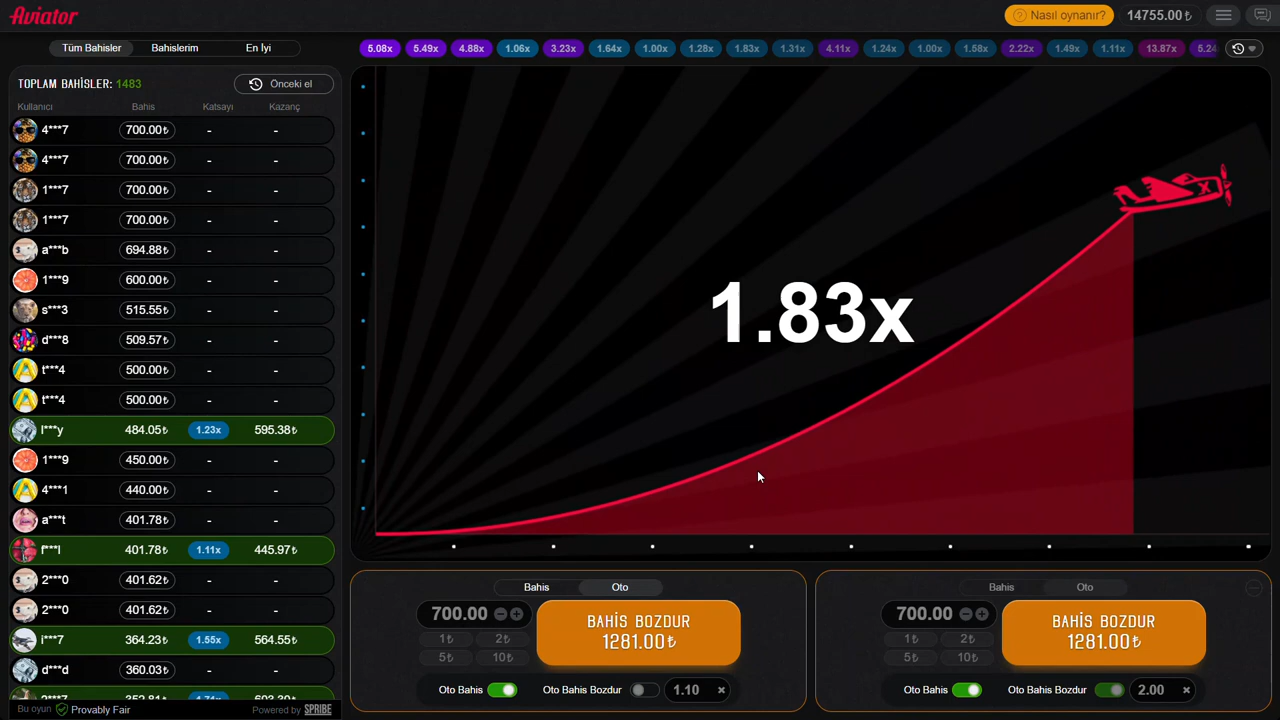 Aviator
? Nasıl oynanır?
14755.00₺
Tüm Bahisler Bahislerim En İyi
5.08x 5.49x 4.88x 1.06x 3.23x 1.64x 1.00x 1.28x 1.83x 1.31x 4.11x 1.24x 1.00x 1.58x 2.22x 1.49x 1.11x 13.87x 5.24
TOPLAM BAHİSLER: 1483
Önceki el
Kullanıcı Bahis Katsayı Kazanç
4***7 700.00₺ - -
4***7 700.00₺ - -
1***7 700.00₺ - -
1***7 700.00₺ - -
a***b 694.88₺ - -
1***9 600.00₺ - -
s***3 515.55₺ - -
d***8 509.57₺ - -
t***4 500.00₺ - -
t***4 500.00₺ - -
l***y 484.05₺ 1.23x 595.38₺
1***9 450.00₺ - -
4***1 440.00₺ - -
a***t 401.78₺ - -
f***l 401.78₺ 1.11x 445.97₺
2***0 401.62₺ - -
2***0 401.62₺ - -
i***7 364.23₺ 1.55x 564.55₺
d***d 360.03₺ - -
Bu oyun Provably Fair
Powered by SPRIBE
1.83x
Bahis Oto
700.00
1₺ 2₺
5₺ 10₺
BAHİS BOZDUR
1281.00₺
Oto Bahis Oto Bahis Bozdur 1.10 ×
Bahis Oto
700.00
1₺ 2₺
5₺ 10₺
BAHİS BOZDUR
1281.00₺
Oto Bahis Oto Bahis Bozdur 2.00 ×